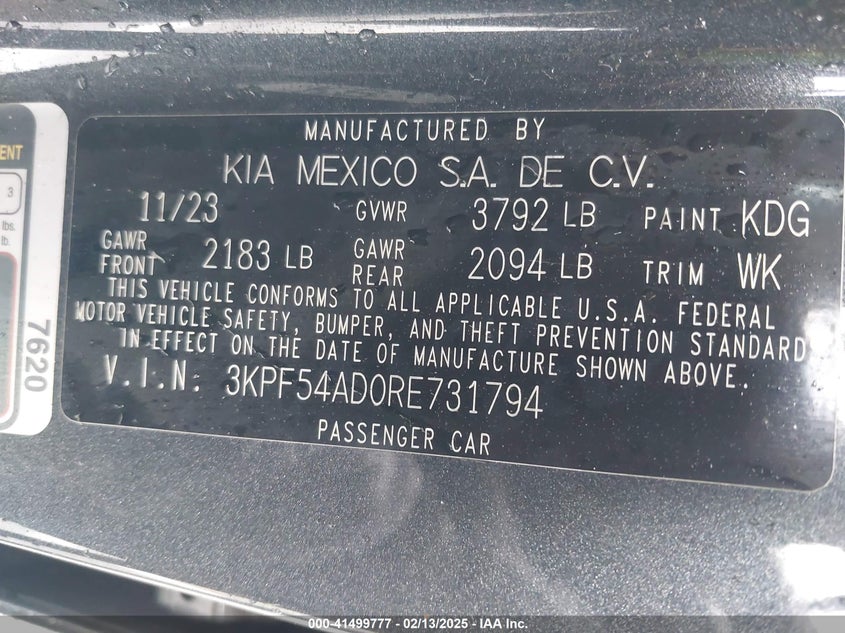 MANUFACTURED BY
KIA MEXICO S.A. DE C.V.
11/23 GVWR 3792 LB PAINT KDG
GAWR FRONT 2183 LB GAWR REAR 2094 LB TRIM WK
THIS VEHICLE CONFORMS TO ALL APPLICABLE U.S.A. FEDERAL
MOTOR VEHICLE SAFETY, BUMPER, AND THEFT PREVENTION STANDARD
IN EFFECT ON THE DATE OF MANUFACTURE SHOWN ABOVE.
V.I.N: 3KPF54AD0RE731794
PASSENGER CAR
3
lbs.
lb.
7620
000-41499777 - 02/13/2025 - IAA Inc.